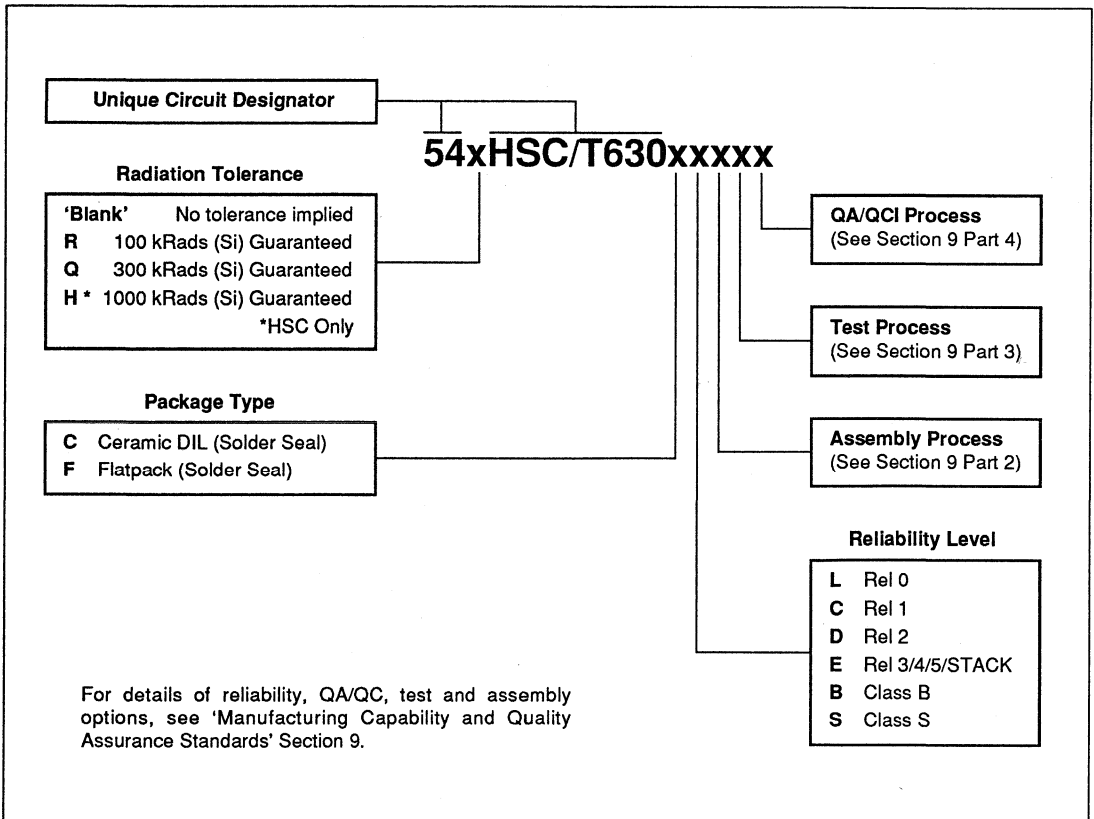 Unique Circuit Designator
54xHSC/T630xxxxx
Radiation Tolerance
'Blank' No tolerance implied
R 100 kRads (Si) Guaranteed
Q 300 kRads (Si) Guaranteed
H * 1000 kRads (Si) Guaranteed
*HSC Only
Package Type
C Ceramic DIL (Solder Seal)
F Flatpack (Solder Seal)
QA/QCI Process
(See Section 9 Part 4)
Test Process
(See Section 9 Part 3)
Assembly Process
(See Section 9 Part 2)
Reliability Level
L Rel 0
C Rel 1
D Rel 2
E Rel 3/4/5/STACK
B Class B
S Class S
For details of reliability, QA/QC, test and assembly
options, see 'Manufacturing Capability and Quality
Assurance Standards' Section 9.